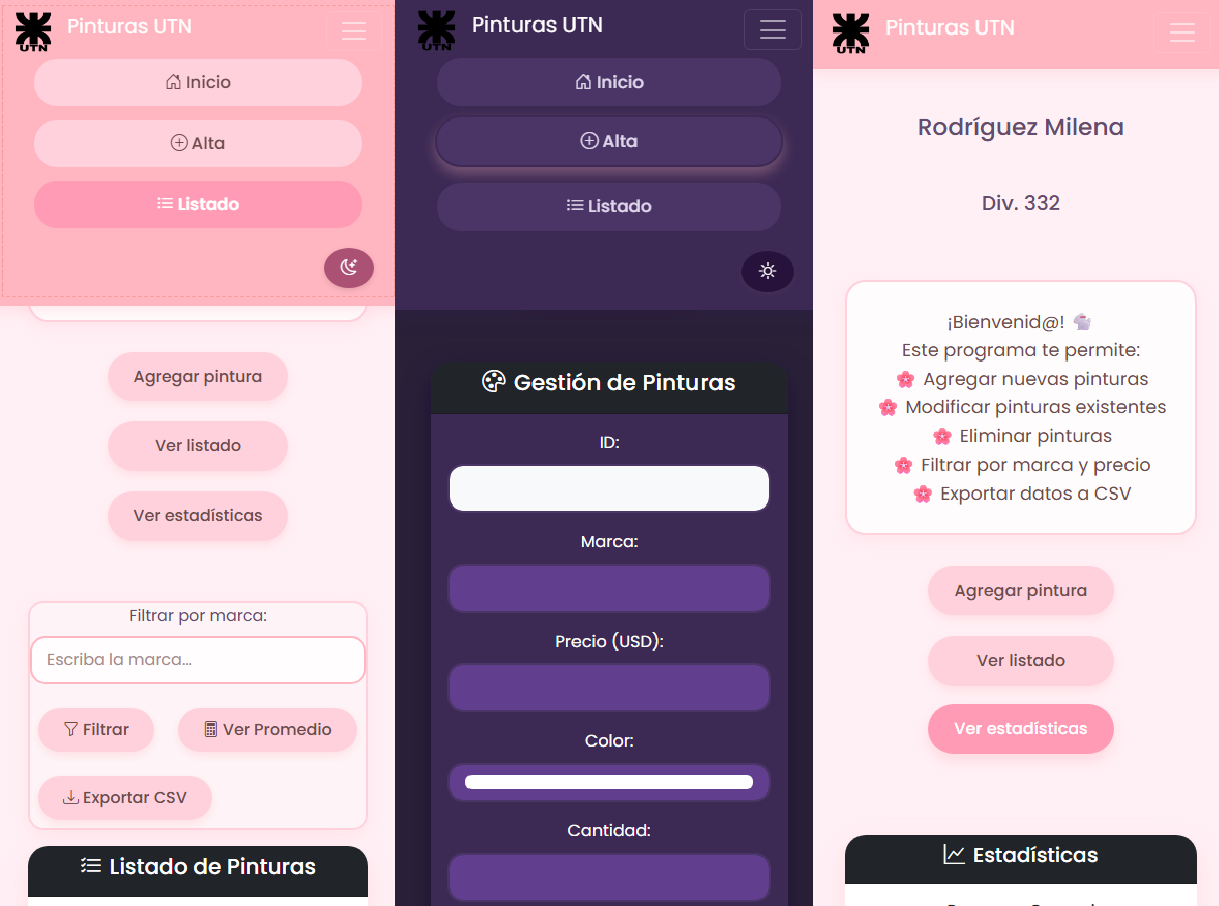 UTN
Pinturas UTN
Inicio
Alta
Listado
Agregar pintura
Ver listado
Ver estadísticas
Filtrar por marca:
Escriba la marca...
Filtrar
Ver Promedio
Exportar CSV
Listado de Pinturas
UTN
Pinturas UTN
Inicio
Alta
Listado
Gestión de Pinturas
ID:
Marca:
Precio (USD):
Color:
Cantidad:
UTN
Pinturas UTN
Rodríguez Milena
Div. 332
¡Bienvenid@! 🐁
Este programa te permite:
🌸 Agregar nuevas pinturas
🌸 Modificar pinturas existentes
🌸 Eliminar pinturas
🌸 Filtrar por marca y precio
🌸 Exportar datos a CSV
Agregar pintura
Ver listado
Ver estadísticas
Estadísticas